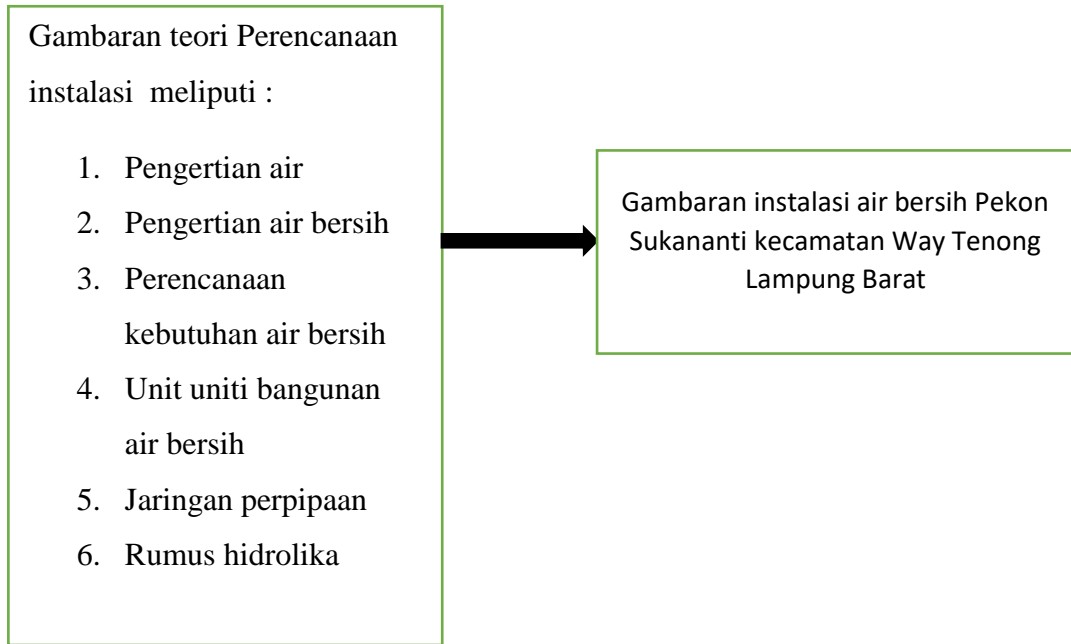 Gambaran teori Perencanaan
instalasi meliputi :
1. Pengertian air
2. Pengertian air bersih
3. Perencanaan
kebutuhan air bersih
4. Unit uniti bangunan
air bersih
5. Jaringan perpipaan
6. Rumus hidrolika
Gambaran instalasi air bersih Pekon
Sukananti kecamatan Way Tenong
Lampung Barat